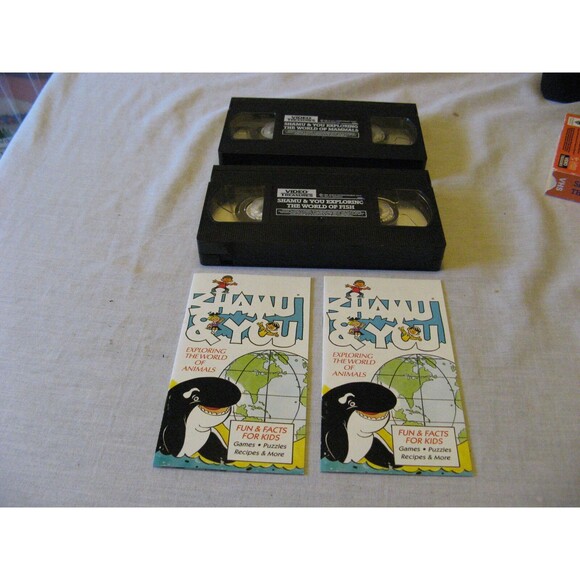 VIDEO
TREASURES
SHAMU & YOU EXPLORING
THE WORLD OF MAMMALS
VIDEO
TREASURES
SHAMU & YOU EXPLORING
THE WORLD OF FISH
SHAMU
& YOU
EXPLORING
THE WORLD
OF
ANIMALS
FUN & FACTS
FOR KIDS
Games • Puzzles
Recipes & More
SHAMU
& YOU
EXPLORING
THE WORLD
OF
ANIMALS
FUN & FACTS
FOR KIDS
Games • Puzzles
Recipes & More